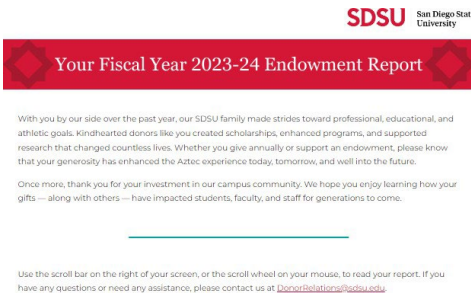 SDSU San Diego Stat
University
Your Fiscal Year 2023-24 Endowment Report
With you by our side over the past year, our SDSU family made strides toward professional, educational, and
athletic goals. Kindhearted donors like you created scholarships, enhanced programs, and supported
research that changed countless lives. Whether you give annually or support an endowment, please know
that your generosity has enhanced the Aztec experience today, tomorrow, and well into the future.
Once more, thank you for your investment in our campus community. We hope you enjoy learning how your
gifts — along with others — have impacted students, faculty, and staff for generations to come.
Use the scroll bar on the right of your screen, or the scroll wheel on your mouse, to read your report. If you
have any questions or need any assistance, please contact us at DonorRelations@sdsu.edu.